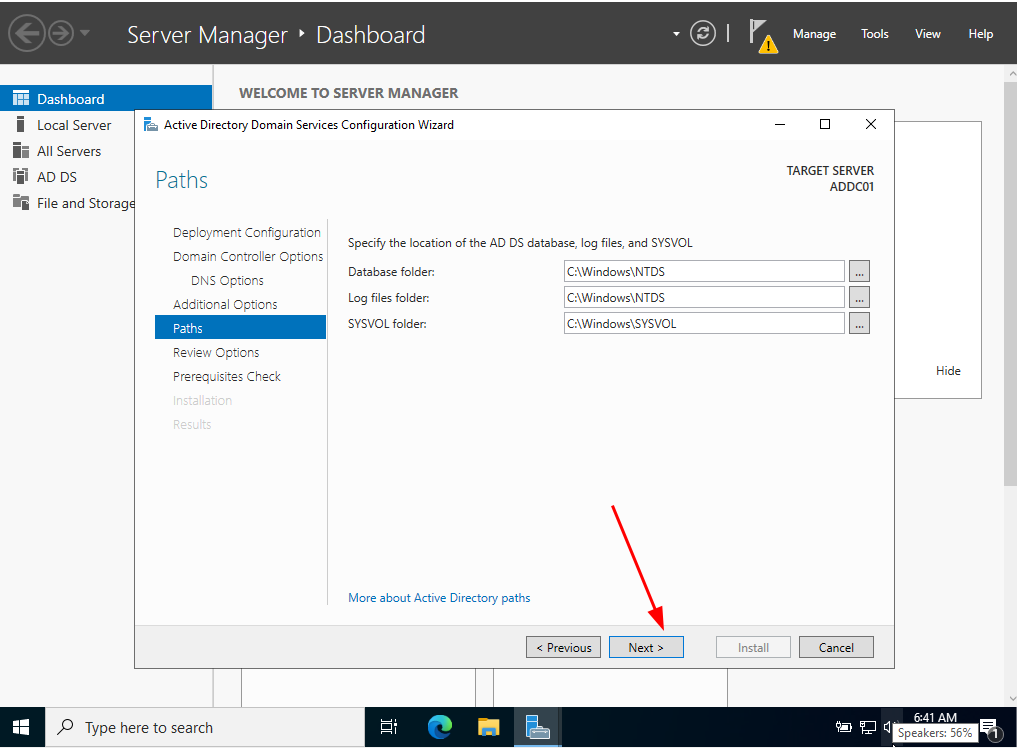 Server Manager ‣ Dashboard
Manage Tools View Help
WELCOME TO SERVER MANAGER
Dashboard
Local Server
All Servers
AD DS
File and Storage
Hide
Active Directory Domain Services Configuration Wizard
Paths
TARGET SERVER
ADDC01
Deployment Configuration
Domain Controller Options
DNS Options
Additional Options
Paths
Review Options
Prerequisites Check
Installation
Results
Specify the location of the AD DS database, log files, and SYSVOL
Database folder: C:\Windows\NTDS ...
Log files folder: C:\Windows\NTDS ...
SYSVOL folder: C:\Windows\SYSVOL ...
More about Active Directory paths
< Previous Next > Install Cancel
Type here to search
6:41 AM
Speakers: 56%
1